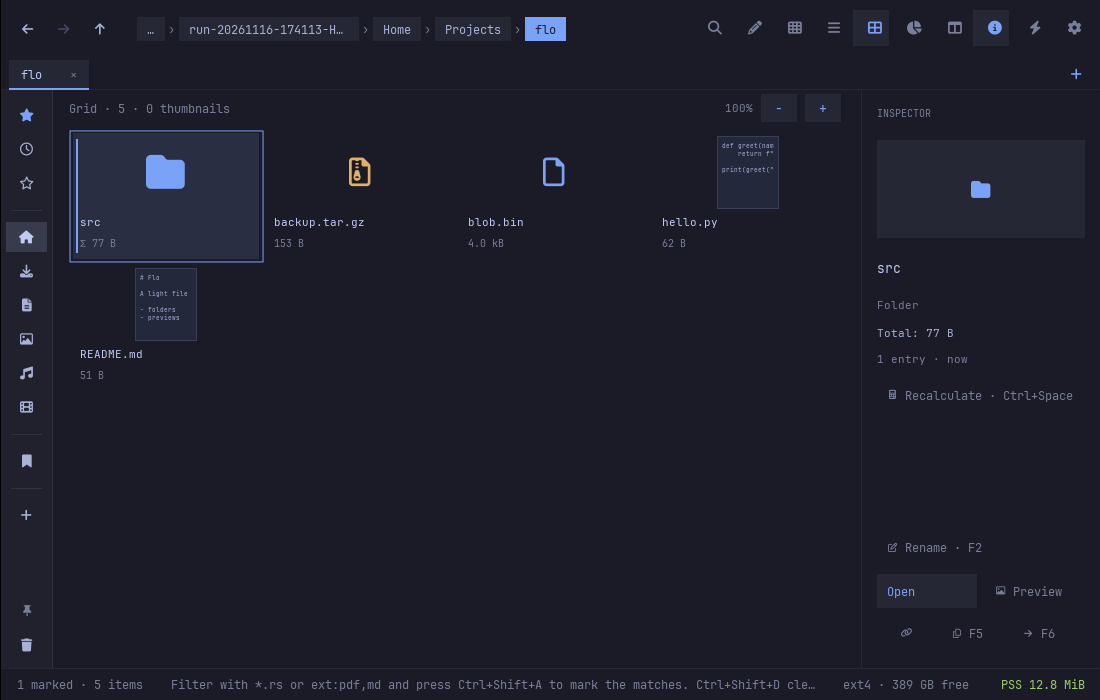 … › run-20261116-174113-H… › Home › Projects › flo
flo ×
+
Grid · 5 · 0 thumbnails
100% - +
INSPECTOR
def greet(nam
return f"
print(greet("
src
Σ 77 B
backup.tar.gz
153 B
blob.bin
4.0 kB
hello.py
62 B
# Flo
A light file
- folders
- previews
README.md
51 B
src
Folder
Total: 77 B
1 entry · now
Recalculate · Ctrl+Space
Rename · F2
Open
Preview
F5
F6
1 marked · 5 items
Filter with *.rs or ext:pdf,md and press Ctrl+Shift+A to mark the matches. Ctrl+Shift+D cle…
ext4 · 389 GB free
PSS 12.8 MiB